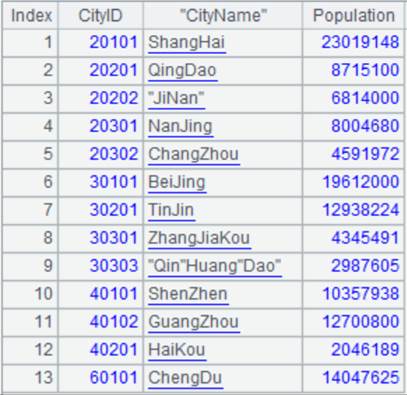 Index CityID "CityName" Population
1 20101 ShangHai 23019148
2 20201 QingDao 8715100
3 20202 "JiNan" 6814000
4 20301 NanJing 8004680
5 20302 ChangZhou 4591972
6 30101 BeiJing 19612000
7 30201 TinJin 12938224
8 30301 ZhangJiaKou 4345491
9 30303 "Qin"Huang"Dao" 2987605
10 40101 ShenZhen 10357938
11 40102 GuangZhou 12700800
12 40201 HaiKou 2046189
13 60101 ChengDu 14047625